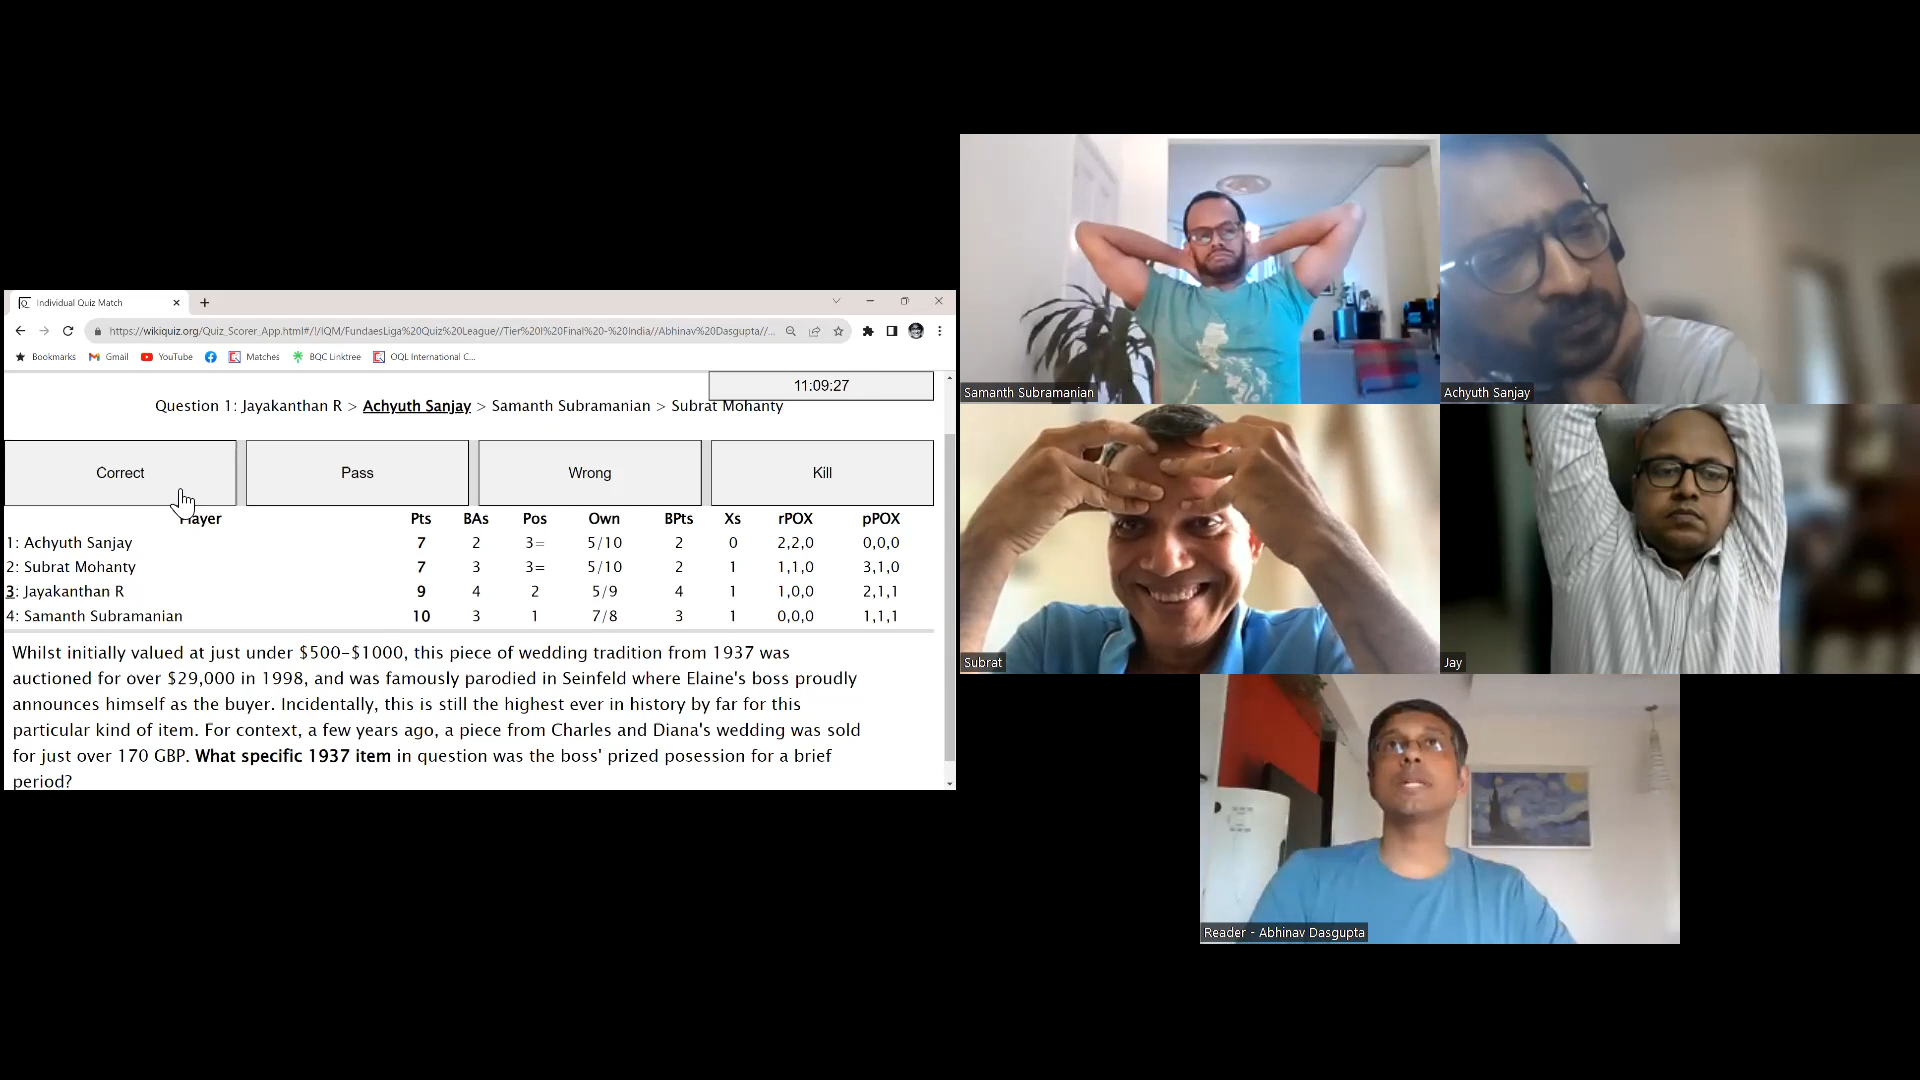 Individual Quiz Match
https://wikiquiz.org/Quiz_Scorer_App.html#/!/IQM/FundaesLiga%20Quiz%20League//Tier%20I%20Final%20-%20India//Abhinav%20Dasgupta//...
Bookmarks Gmail YouTube Matches BQC Linktree OQL International C...
11:09:27
Question 1: Jayakanthan R > Achyuth Sanjay > Samanth Subramanian > Subrat Mohanty
Correct Pass Wrong Kill
Player Pts BAs Pos Own BPts Xs rPOX pPOX
1: Achyuth Sanjay 7 2 3= 5/10 2 0 2,2,0 0,0,0
2: Subrat Mohanty 7 3 3= 5/10 2 1 1,1,0 3,1,0
3: Jayakanthan R 9 4 2 5/9 4 1 1,0,0 2,1,1
4: Samanth Subramanian 10 3 1 7/8 3 1 0,0,0 1,1,1
Whilst initially valued at just under $500-$1000, this piece of wedding tradition from 1937 was
auctioned for over $29,000 in 1998, and was famously parodied in Seinfeld where Elaine's boss proudly
announces himself as the buyer. Incidentally, this is still the highest ever in history by far for this
particular kind of item. For context, a few years ago, a piece from Charles and Diana's wedding was sold
for just over 170 GBP. What specific 1937 item in question was the boss' prized posession for a brief
period?
Samanth Subramanian
Achyuth Sanjay
Subrat
Jay
Reader - Abhinav Dasgupta